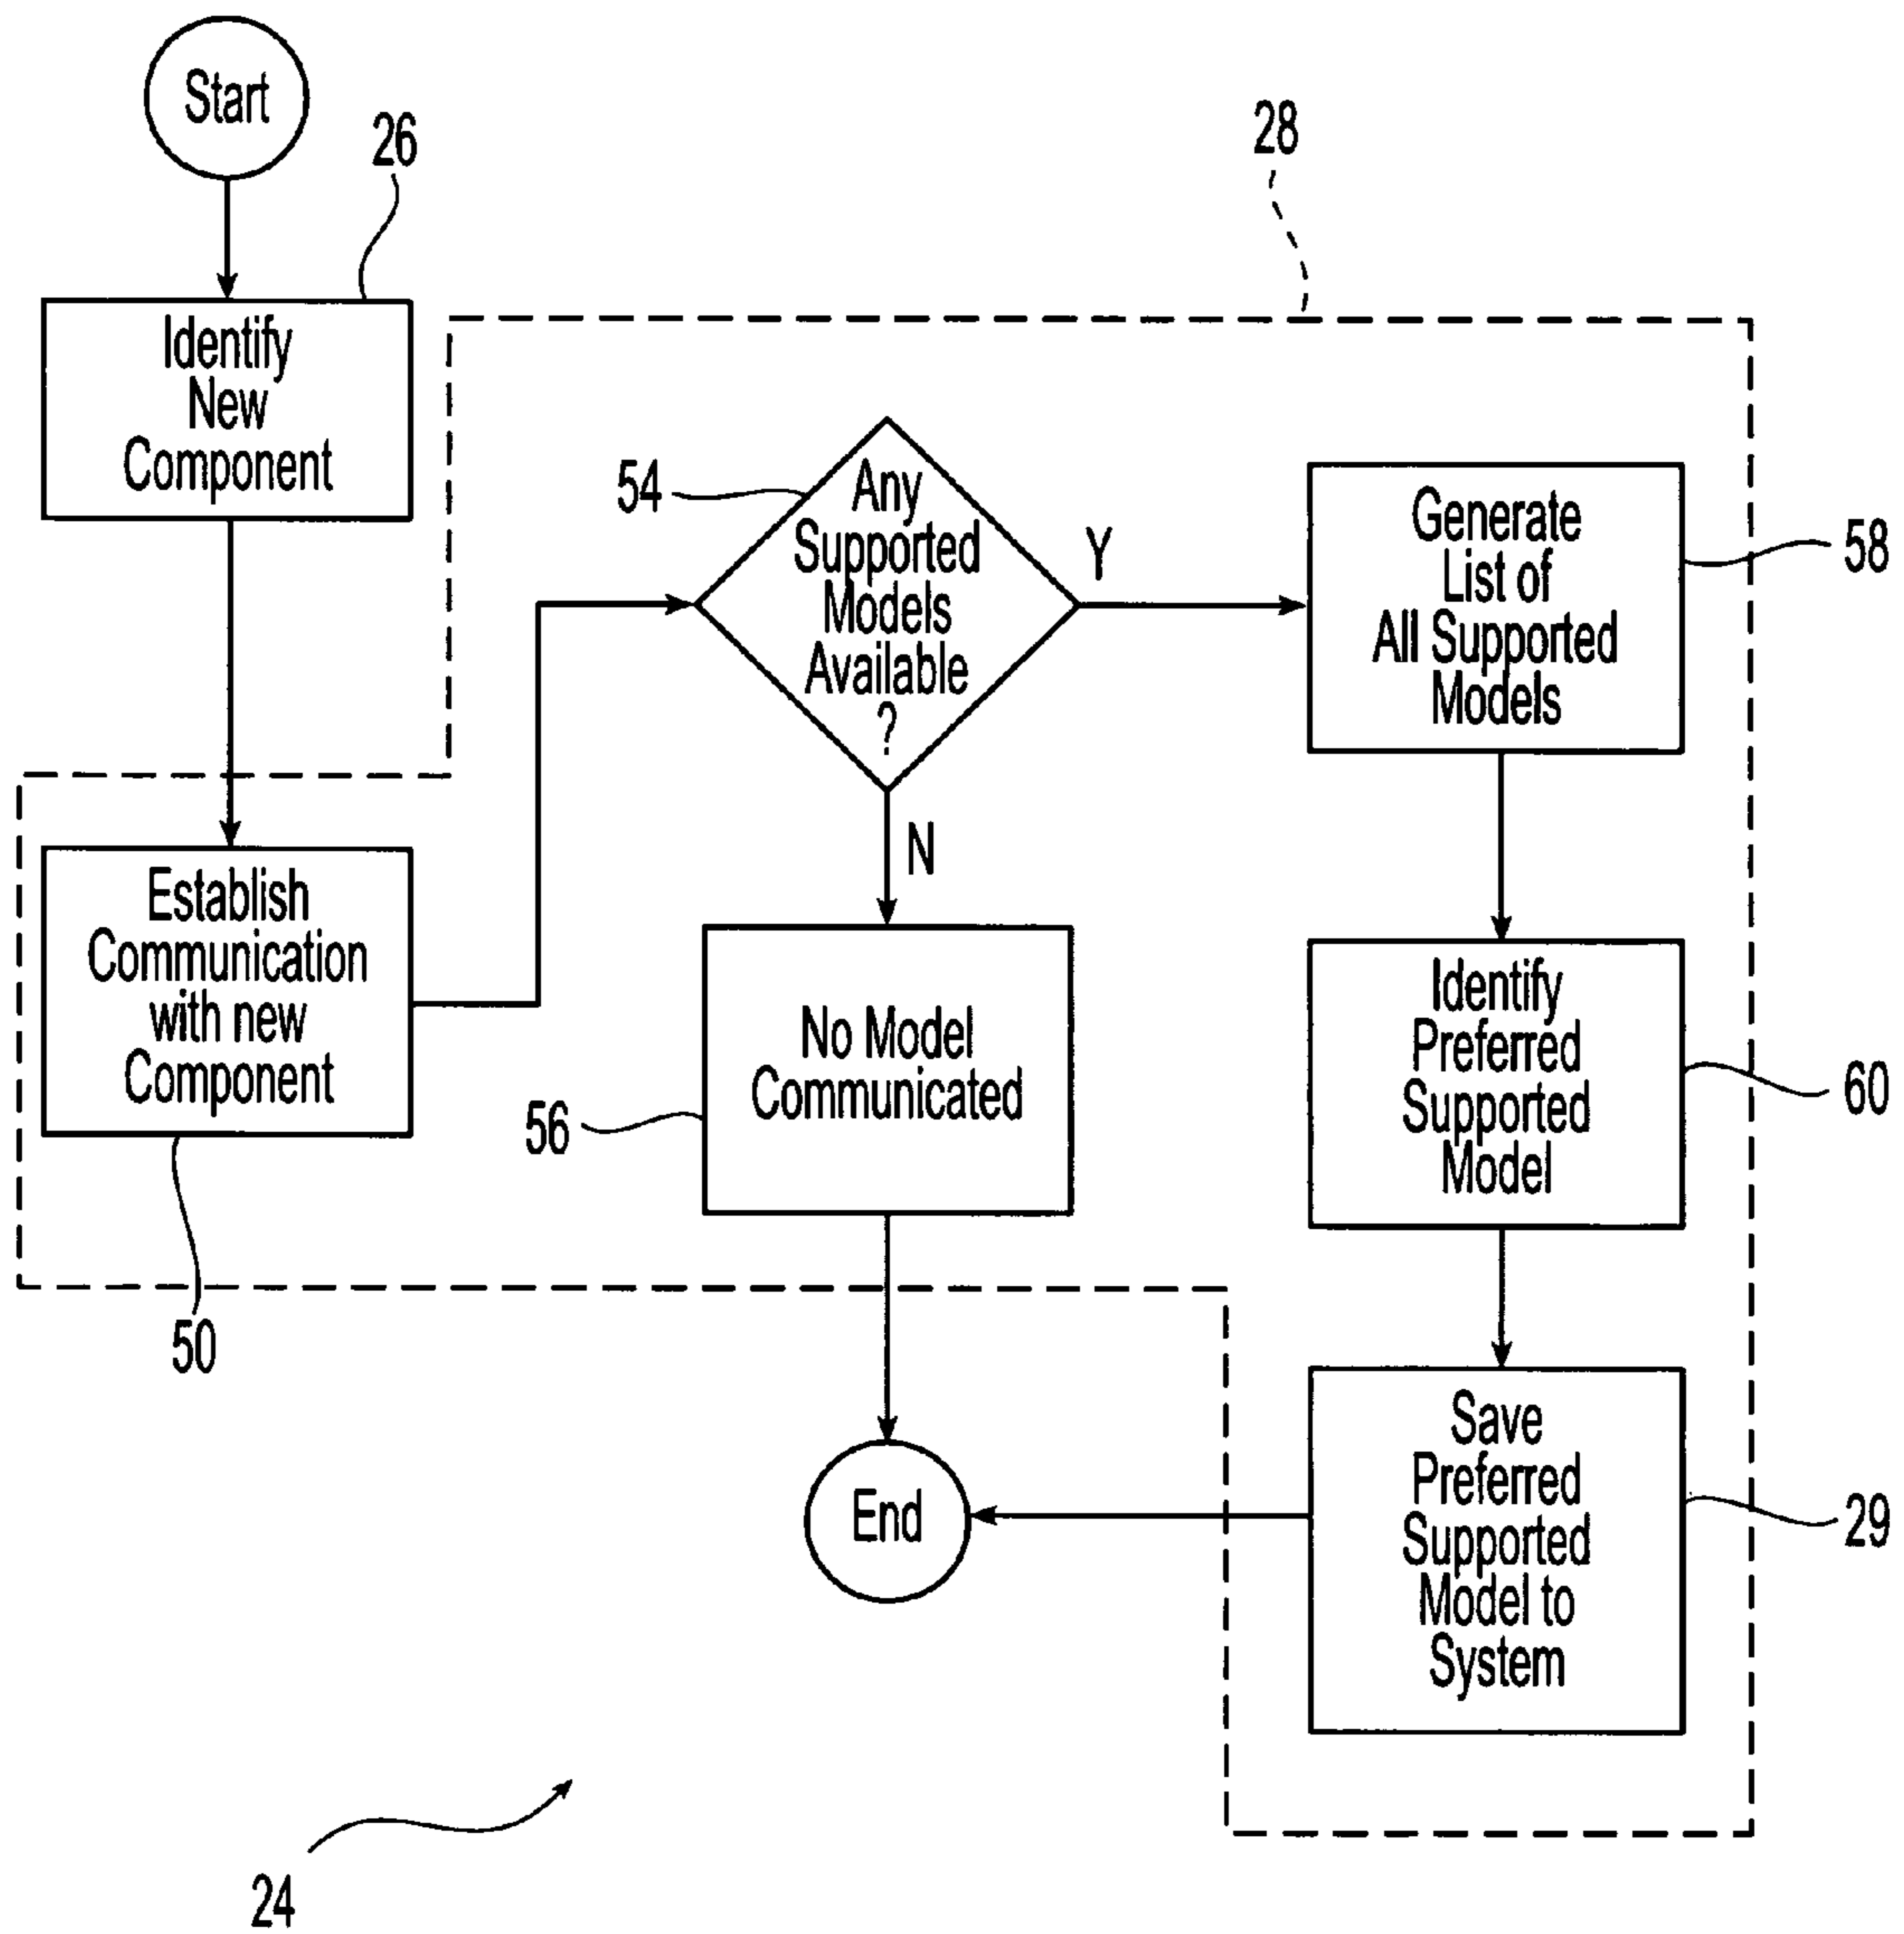 Start
26
28
Identify
New
Component
54
Any
Supported
Models
Available
?
Y
N
Generate
List of
All Supported
Models
58
Establish
Communication
with new
Component
50
No Model
Communicated
56
Identify
Preferred
Supported
Model
60
Save
Preferred
Supported
Model to
System
29
End
24